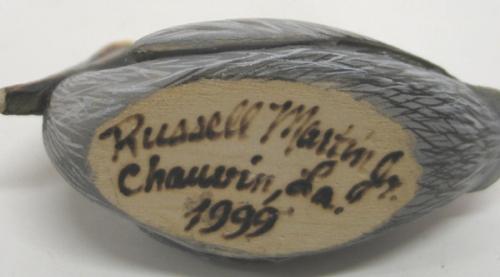 Russell Martin Jr.
Chauvin, La.
1999